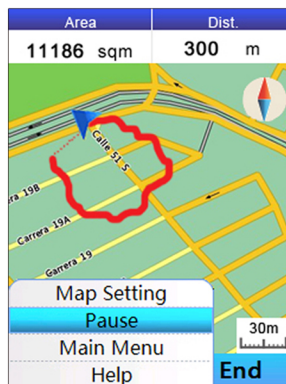 Area Dist.
11186 sqm 300 m
Calle 51 S
Carrera 19B
Carrera 19A
Carrera 19
Map Setting
Pause
Main Menu
Help
30m
End